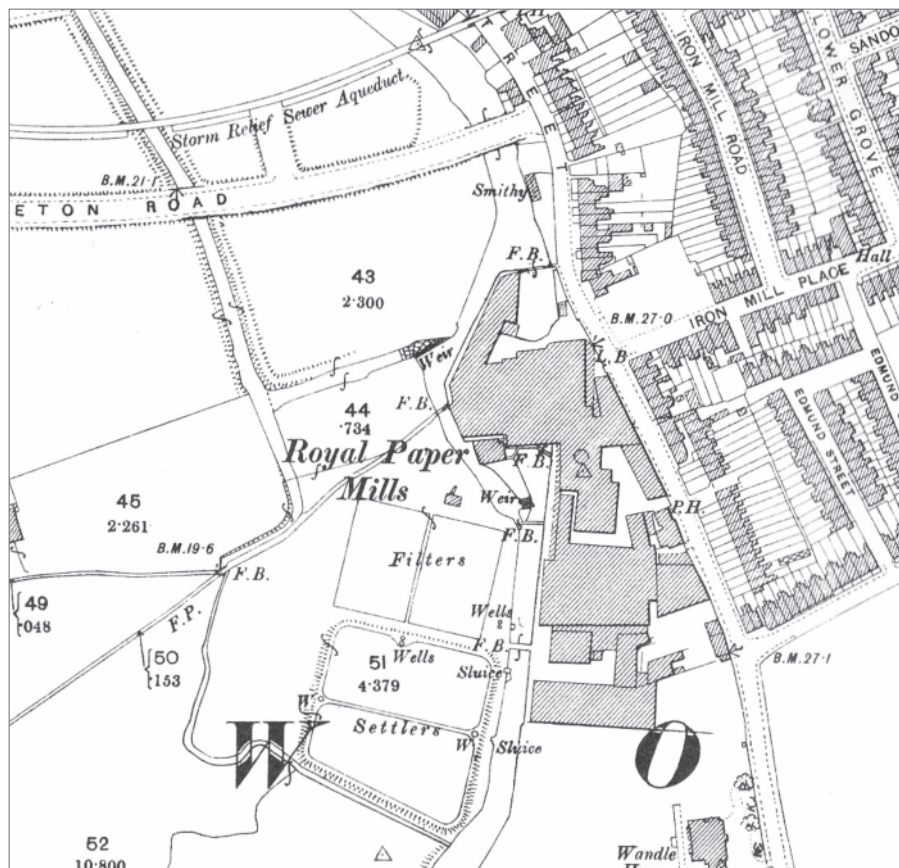 STREET
IRON MILL ROAD
LOWER GROVE
SANDO
Storm Relief Sewer Aqueduct
B.M. 21·1
ETON ROAD
Smithy
F.B.
43
2·300
Hall
IRON MILL PLACE
B.M. 27·0
L.B.
Weir
44
·734
F.B.
EDMUND
EDMUND STREET
Royal Paper
Mills
F.B.
45
2·261
Weir
P.H.
F.B.
B.M. 19·6
F.B.
Filters
49
·048
F.P.
Wells
F.B.
50
·153
Wells
51
4·379
Sluice
B.M. 27·1
W
Settlers
W
Sluice
W
O
52
10·800
Wandle